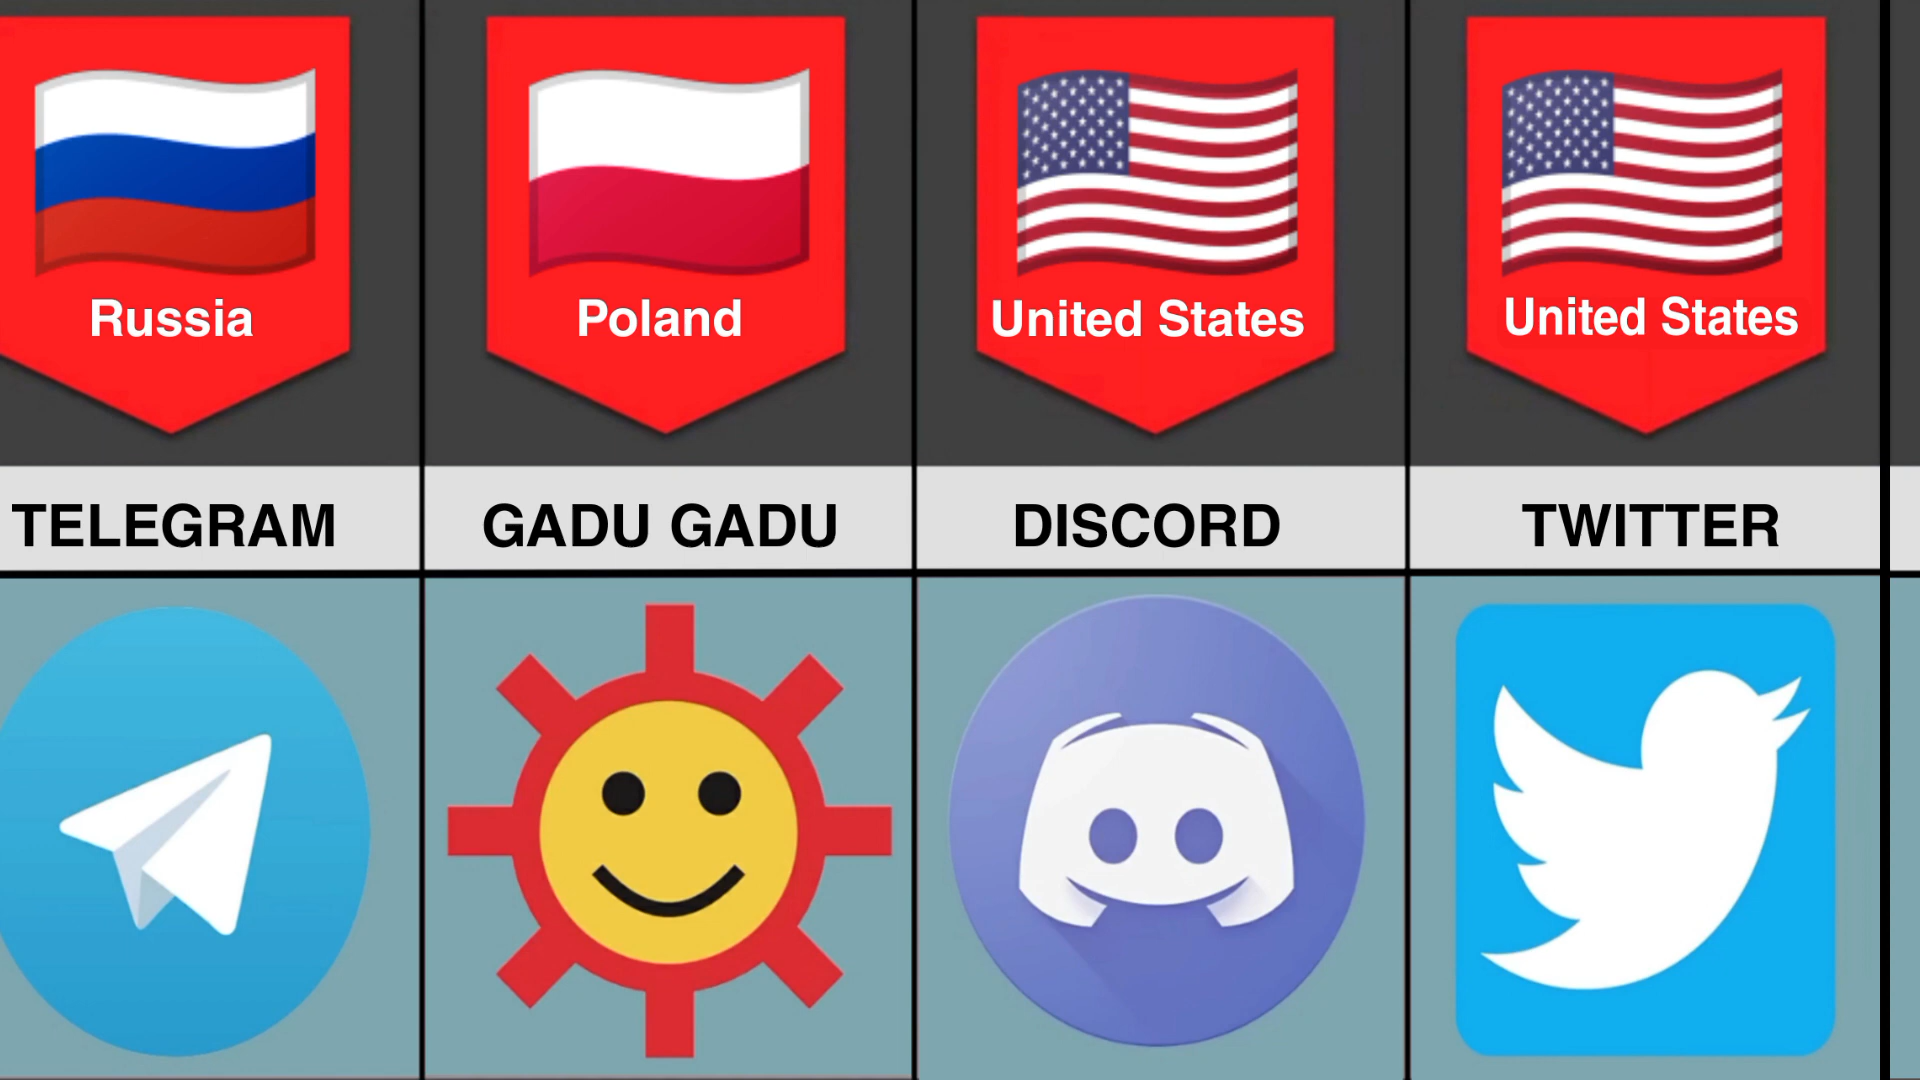 Russia
Poland
United States
United States
TELEGRAM
GADU GADU
DISCORD
TWITTER